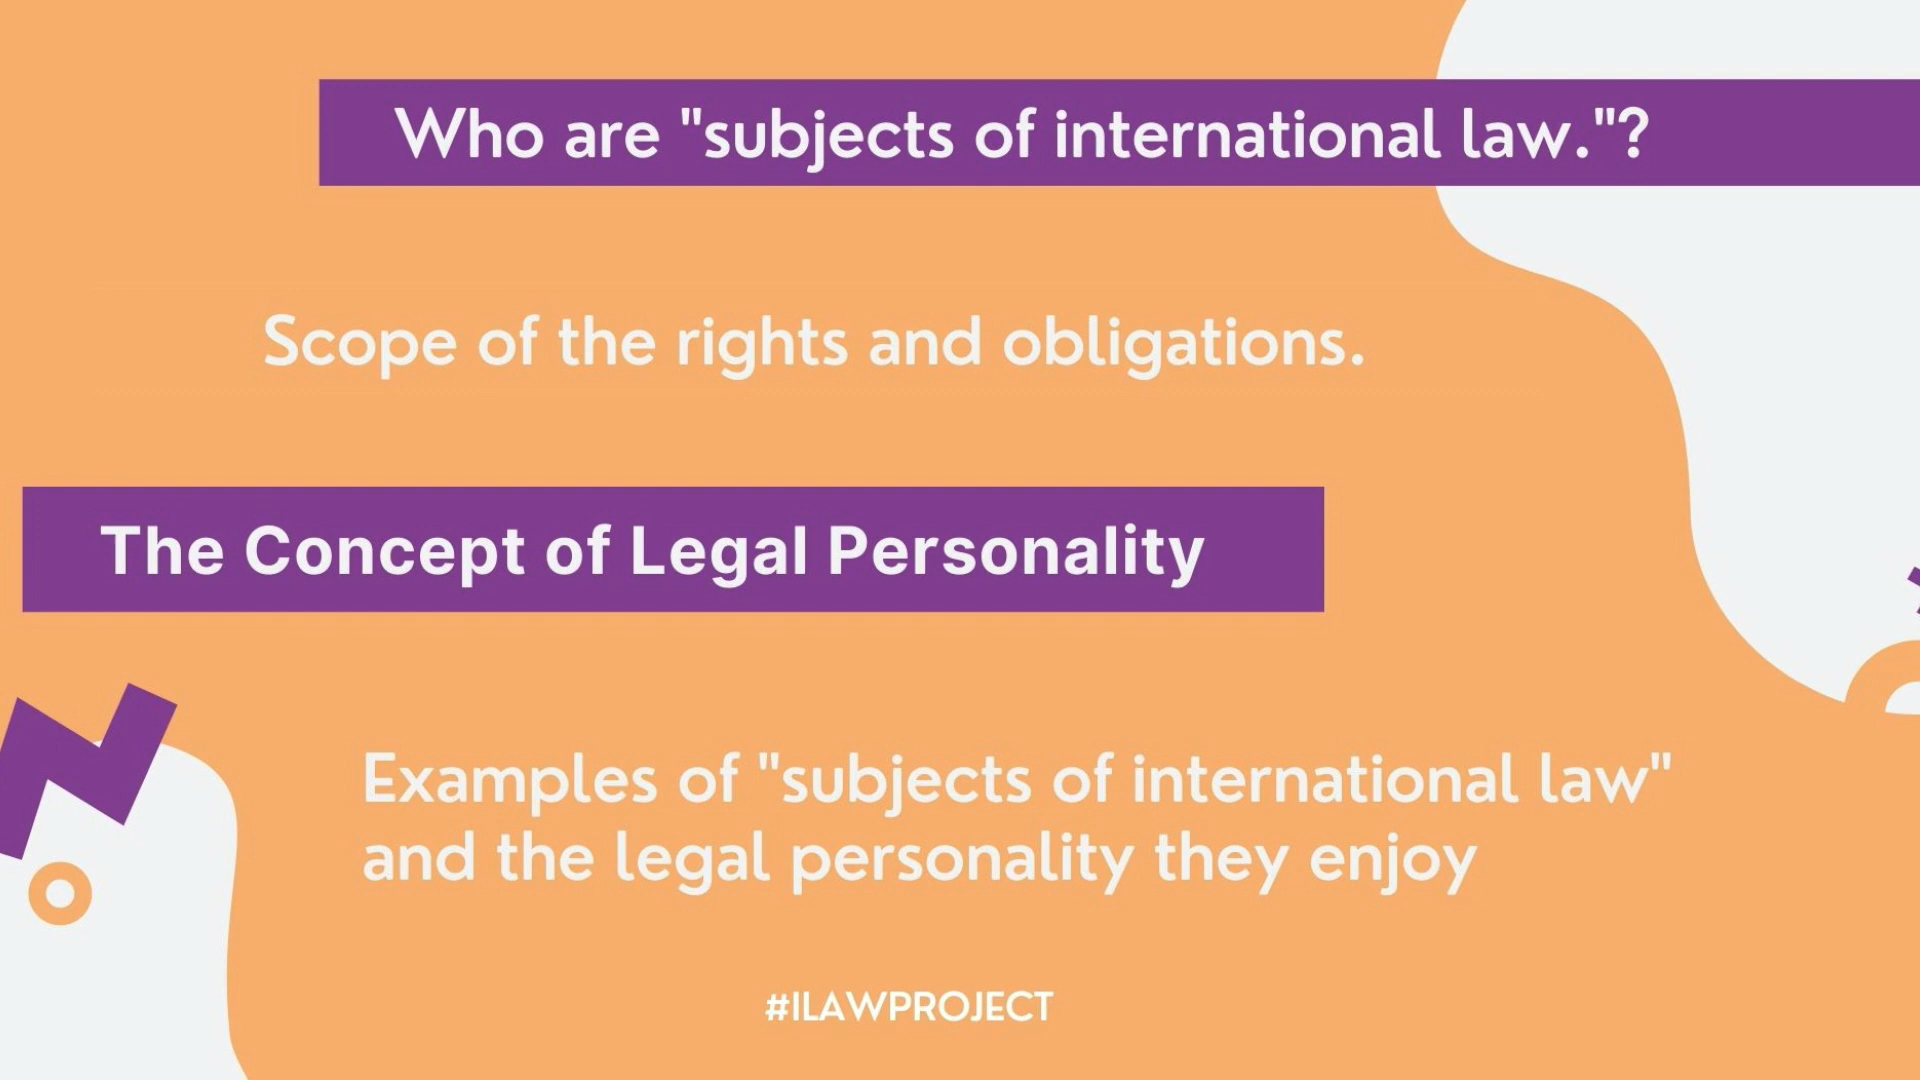 Who are "subjects of international law."?
Scope of the rights and obligations.
The Concept of Legal Personality
Examples of "subjects of international law"
and the legal personality they enjoy
#ILAWPROJECT